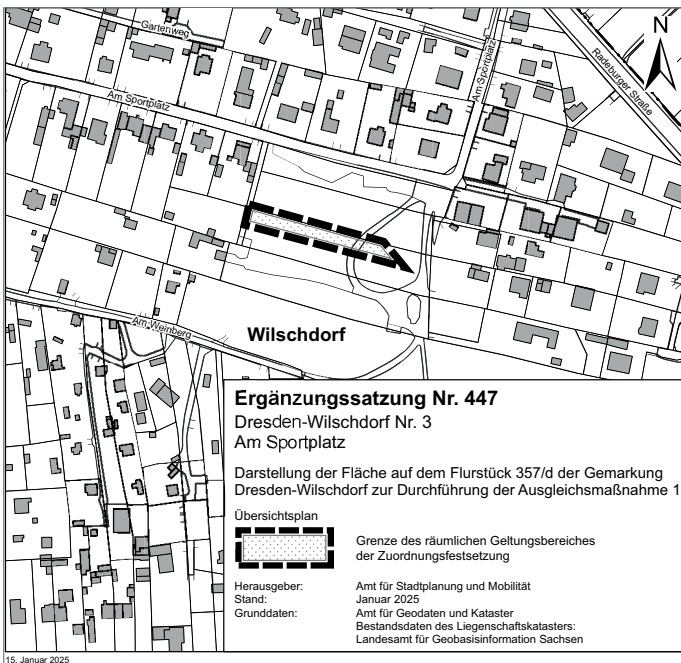 Gartenweg
N
Am Sportplatz
Am Sportplatz
Radeburger Straße
Am Weinberg
Wilschdorf
Ergänzungssatzung Nr. 447
Dresden-Wilschdorf Nr. 3
Am Sportplatz
Darstellung der Fläche auf dem Flurstück 357/d der Gemarkung
Dresden-Wilschdorf zur Durchführung der Ausgleichsmaßnahme 1
Übersichtsplan
Grenze des räumlichen Geltungsbereiches
der Zuordnungsfestsetzung
Herausgeber: Amt für Stadtplanung und Mobilität
Stand: Januar 2025
Grunddaten: Amt für Geodaten und Kataster
Bestandsdaten des Liegenschaftskatasters:
Landesamt für Geobasisinformation Sachsen
15. Januar 2025